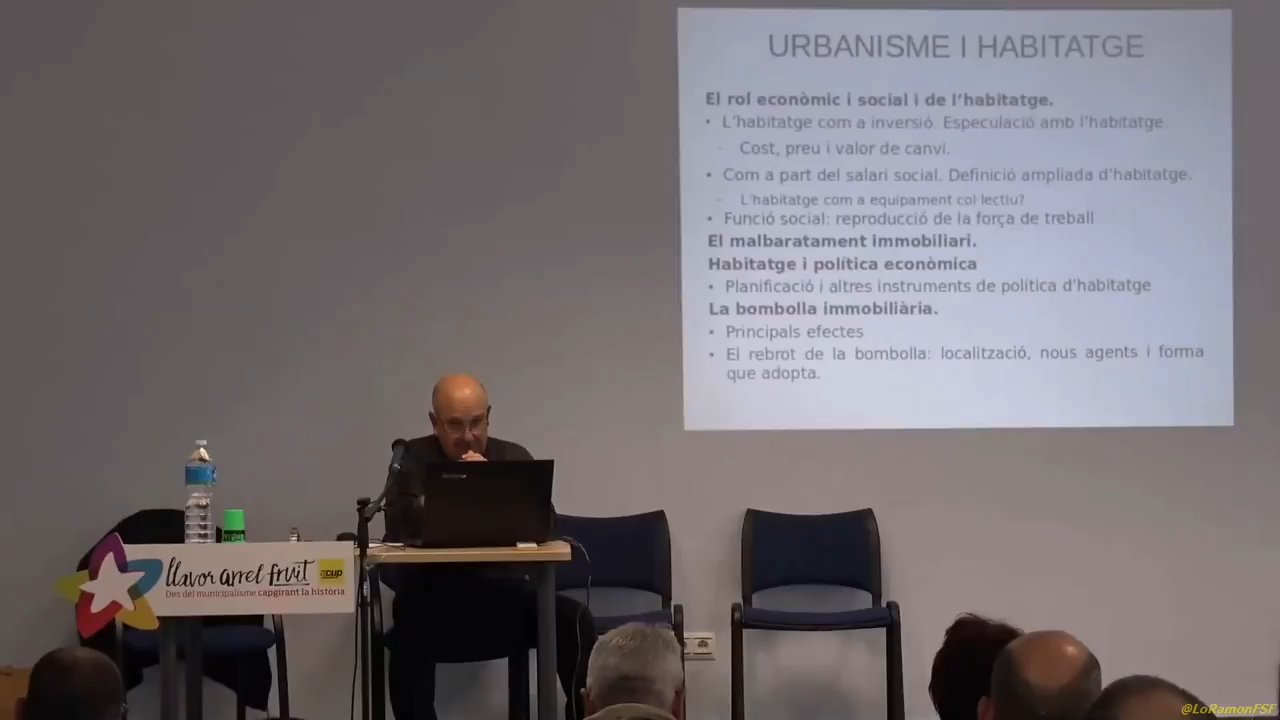 URBANISME I HABITATGE
El rol econòmic i social i de l'habitatge.
• L'habitatge com a inversió. Especulació amb l'habitatge.
- Cost, preu i valor de canvi.
• Com a part del salari social. Definició ampliada d'habitatge.
- L'habitatge com a equipament col·lectiu?
• Funció social: reproducció de la força de treball
El malbaratament immobiliari.
Habitatge i política econòmica
• Planificació i altres instruments de política d'habitatge
La bombolla immobiliària.
• Principals efectes
• El rebrot de la bombolla: localització, nous agents i forma
que adopta.
llavor arrel fruit
cup
Des del municipalisme capgirant la història
@LoRamonFSF